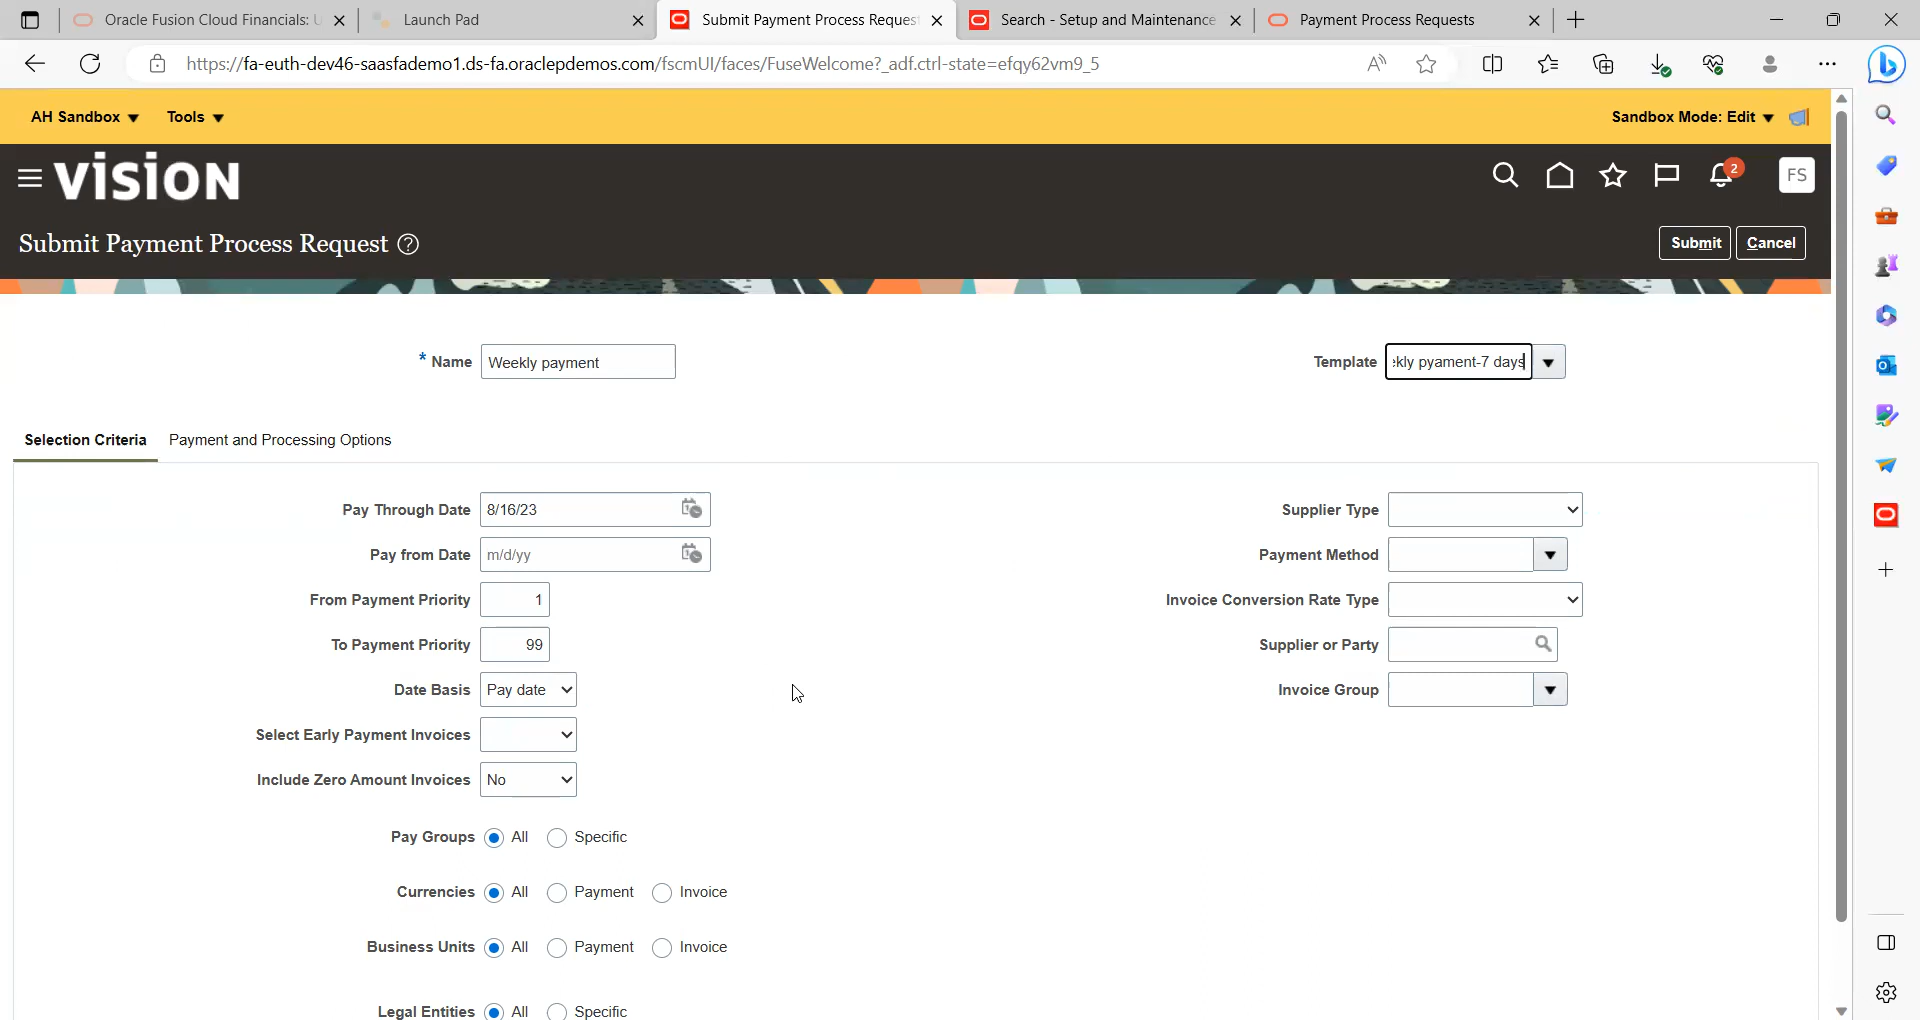 Oracle Fusion Cloud Financials: U
Launch Pad
Submit Payment Process Reques
Search - Setup and Maintenance
Payment Process Requests
https://fa-euth-dev46-saasfademo1.ds-fa.oraclepdemos.com/fscmUI/faces/FuseWelcome?_adf.ctrl-state=efqy62vm9_5
AH Sandbox
Tools
Sandbox Mode: Edit
VISION
2
FS
Submit Payment Process Request
Submit
Cancel
* Name Weekly payment
Template kly pyament-7 days
Selection Criteria
Payment and Processing Options
Pay Through Date 8/16/23
Supplier Type
Pay from Date m/d/yy
Payment Method
From Payment Priority 1
Invoice Conversion Rate Type
To Payment Priority 99
Supplier or Party
Date Basis Pay date
Invoice Group
Select Early Payment Invoices
Include Zero Amount Invoices No
Pay Groups All Specific
Currencies All Payment Invoice
Business Units All Payment Invoice
Legal Entities All Specific